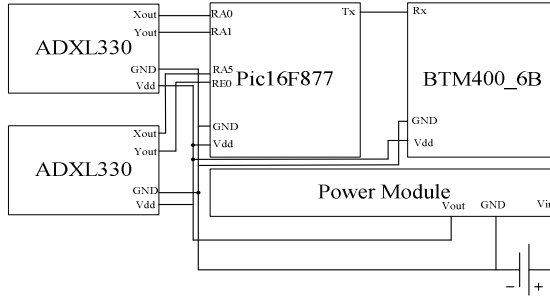 Xout
Yout
GND
Vdd
ADXL330
RA0
RA1
RA5
RE0
GND
Vdd
Tx
Pic16F877
Rx
GND
Vdd
BTM400_6B
Xout
Yout
GND
Vdd
ADXL330
Power Module
Vout
GND
Vin
- +